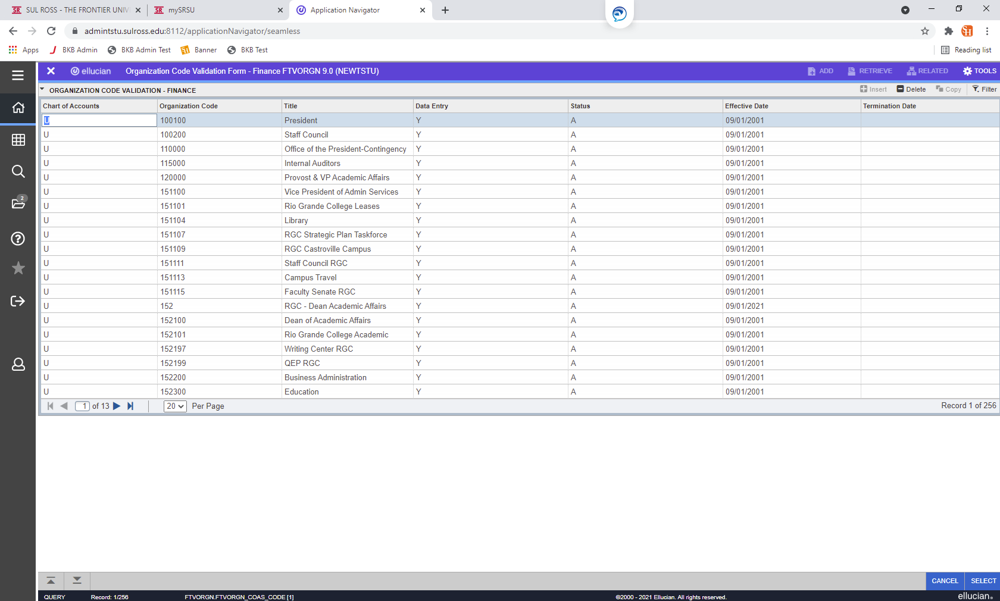 SR SUL ROSS - THE FRONTIER UNIV
SR mySRSU
Application Navigator
admintstu.sulross.edu:8112/applicationNavigator/seamless
Apps BKB Admin BKB Admin Test Banner BKB Test Reading list
ellucian Organization Code Validation Form - Finance FTVORGN 9.0 (NEWTSTU) ADD RETRIEVE RELATED TOOLS
ORGANIZATION CODE VALIDATION - FINANCE Insert Delete Copy Filter
Chart of Accounts Organization Code Title Data Entry Status Effective Date Termination Date
U 100100 President Y A 09/01/2001
U 100200 Staff Council Y A 09/01/2001
U 110000 Office of the President-Contingency Y A 09/01/2001
U 115000 Internal Auditors Y A 09/01/2001
U 120000 Provost & VP Academic Affairs Y A 09/01/2001
U 151100 Vice President of Admin Services Y A 09/01/2001
U 151101 Rio Grande College Leases Y A 09/01/2001
U 151104 Library Y A 09/01/2001
U 151107 RGC Strategic Plan Taskforce Y A 09/01/2001
U 151109 RGC Castroville Campus Y A 09/01/2001
U 151111 Staff Council RGC Y A 09/01/2001
U 151113 Campus Travel Y A 09/01/2001
U 151115 Faculty Senate RGC Y A 09/01/2001
U 152 RGC - Dean Academic Affairs Y A 09/01/2021
U 152100 Dean of Academic Affairs Y A 09/01/2001
U 152101 Rio Grande College Academic Y A 09/01/2001
U 152197 Writing Center RGC Y A 09/01/2001
U 152199 QEP RGC Y A 09/01/2001
U 152200 Business Administration Y A 09/01/2001
U 152300 Education Y A 09/01/2001
1 of 13 20 Per Page Record 1 of 256
2
CANCEL SELECT
QUERY Record: 1/256 FTVORGN.FTVORGN_COAS_CODE [1] ©2000 - 2021 Ellucian. All rights reserved. ellucian